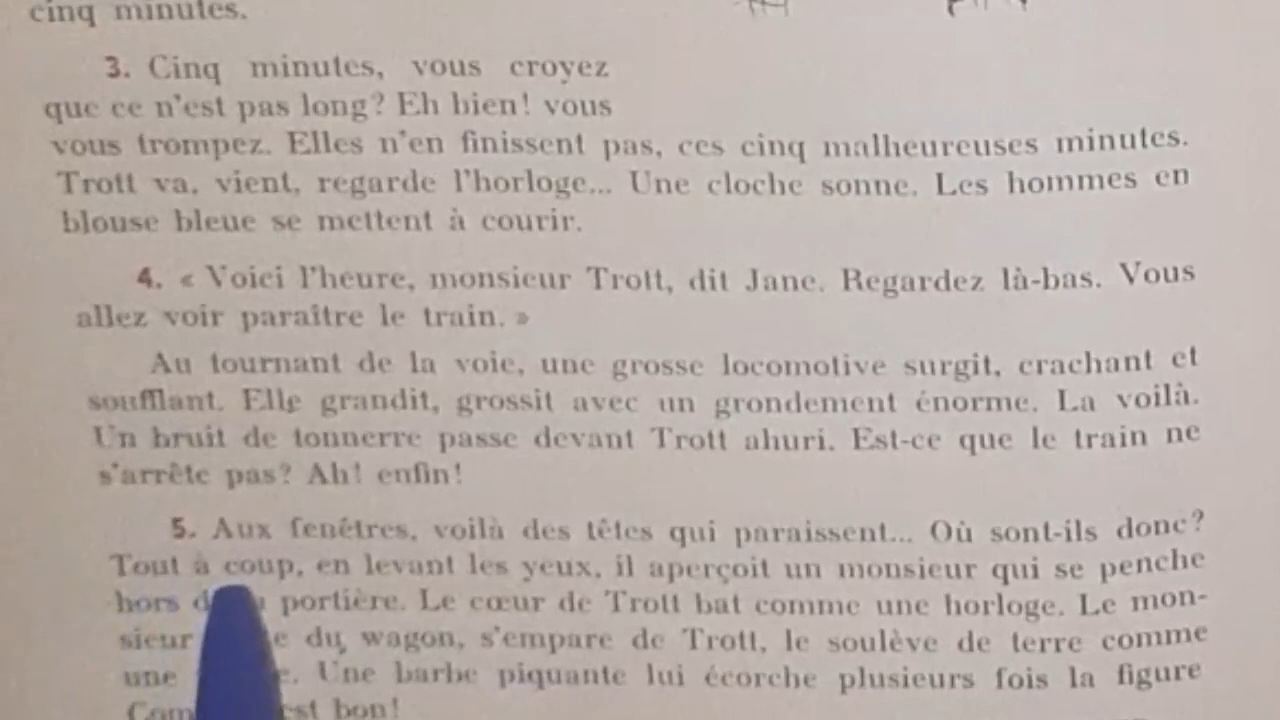 cinq minutes.
3. Cinq minutes, vous croyez
que ce n'est pas long? Eh bien! vous
vous trompez. Elles n'en finissent pas, ces cinq malheureuses minutes.
Trott va, vient, regarde l'horloge... Une cloche sonne. Les hommes en
blouse bleue se mettent à courir.
4. « Voici l'heure, monsieur Trott, dit Jane. Regardez là-bas. Vous
allez voir paraître le train. »
Au tournant de la voie, une grosse locomotive surgit, crachant et
soufflant. Elle grandit, grossit avec un grondement énorme. La voilà.
Un bruit de tonnerre passe devant Trott ahuri. Est-ce que le train ne
s'arrête pas? Ah! enfin!
5. Aux fenêtres, voilà des têtes qui paraissent... Où sont-ils donc?
Tout à coup, en levant les yeux, il aperçoit un monsieur qui se penche
hors portière. Le cœur de Trott bat comme une horloge. Le mon-
sieur du wagon, s'empare de Trott, le soulève de terre comme
une Une barbe piquante lui écorche plusieurs fois la figure
bon!